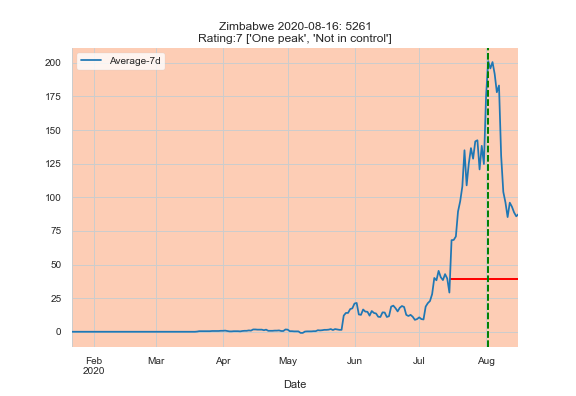 Zimbabwe 2020-08-16: 5261
Rating:7 ['One peak', 'Not in control']
Average-7d
200
175
150
125
100
75
50
25
0
Feb Mar Apr May Jun Jul Aug
2020
Date